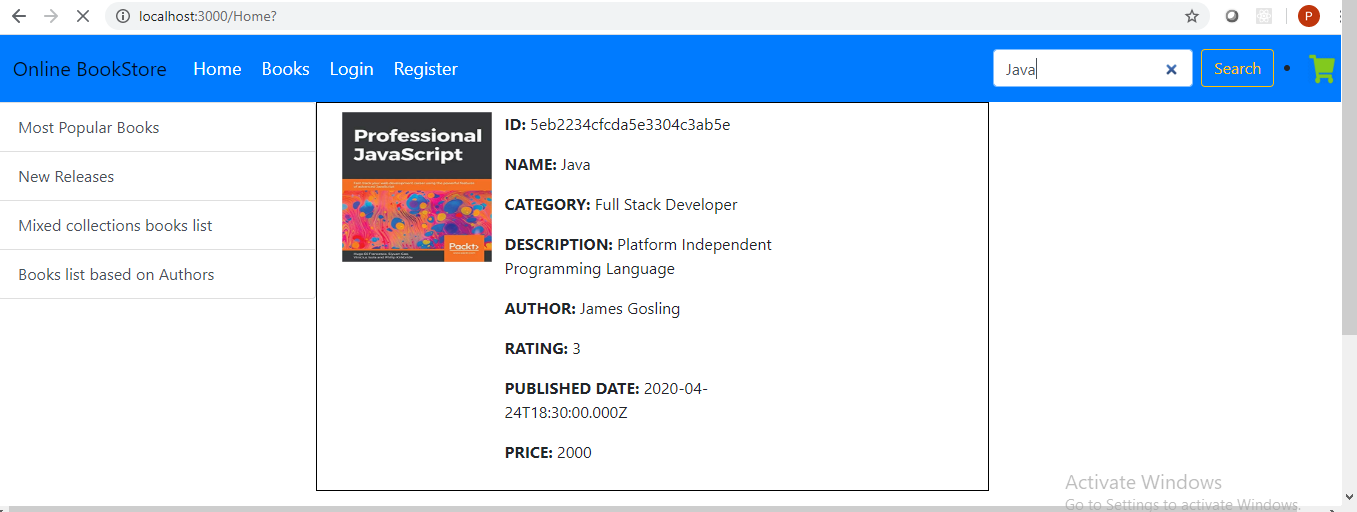 localhost:3000/Home?
P
Online BookStore Home Books Login Register Java Search
Most Popular Books
New Releases
Mixed collections books list
Books list based on Authors
Professional
JavaScript
Packt>
ID: 5eb2234cfcda5e3304c3ab5e
NAME: Java
CATEGORY: Full Stack Developer
DESCRIPTION: Platform Independent
Programming Language
AUTHOR: James Gosling
RATING: 3
PUBLISHED DATE: 2020-04-
24T18:30:00.000Z
PRICE: 2000
Activate Windows
Go to Settings to activate Windows.